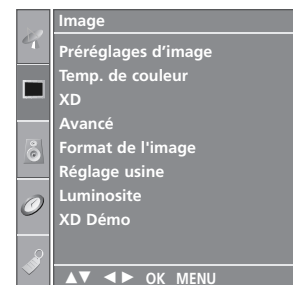 Image
Préréglages d’image
Temp. de couleur
XD
Avancé
Format de l'image
Réglage usine
Luminosite
XD Démo
▲▼ ◄► OK MENU